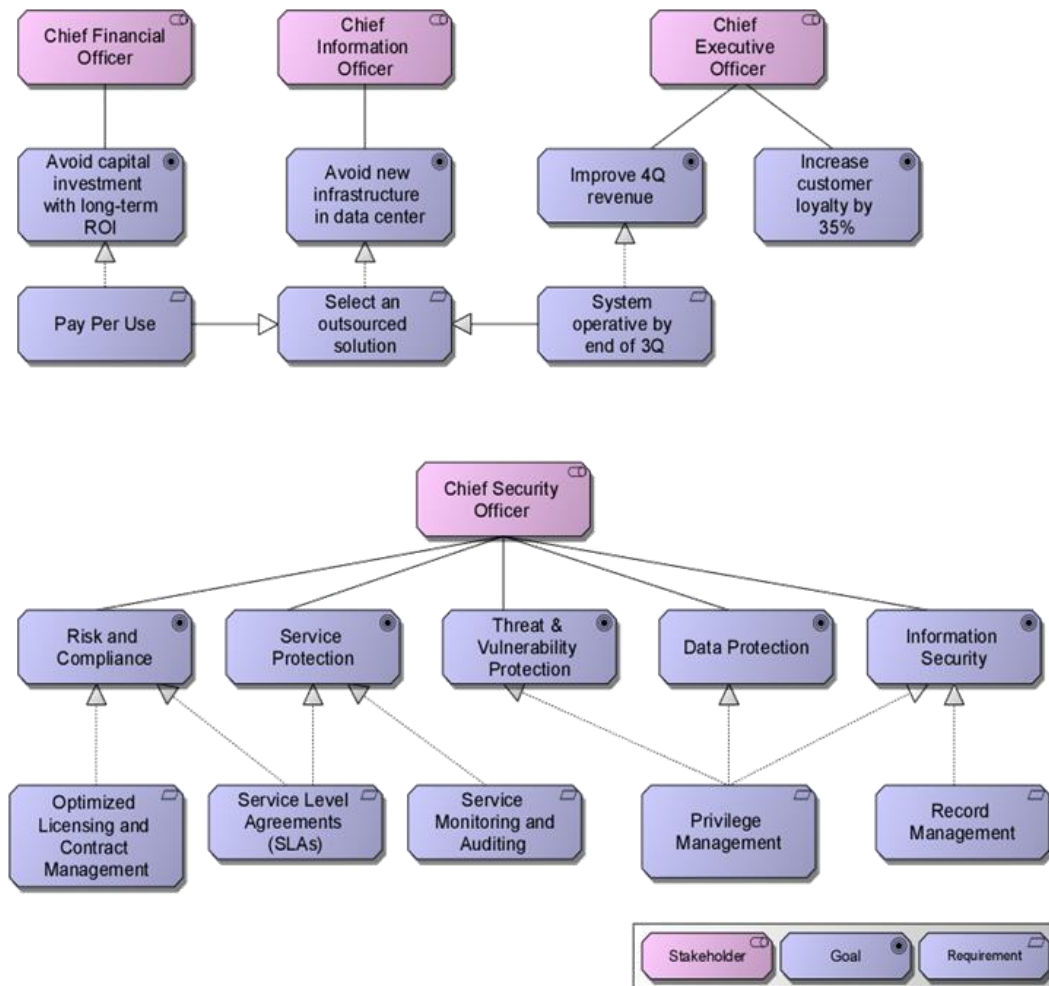 Chief Financial
Officer
Chief
Information
Officer
Chief
Executive
Officer
Avoid capital
investment
with long-term
ROI
Avoid new
infrastructure
in data center
Improve 4Q
revenue
Increase
customer
loyalty by
35%
Pay Per Use
Select an
outsourced
solution
System
operative by
end of 3Q
Chief Security
Officer
Risk and
Compliance
Service
Protection
Threat &
Vulnerability
Protection
Data Protection
Information
Security
Optimized
Licensing and
Contract
Management
Service Level
Agreements
(SLAs)
Service
Monitoring and
Auditing
Privilege
Management
Record
Management
Stakeholder
Goal
Requirement